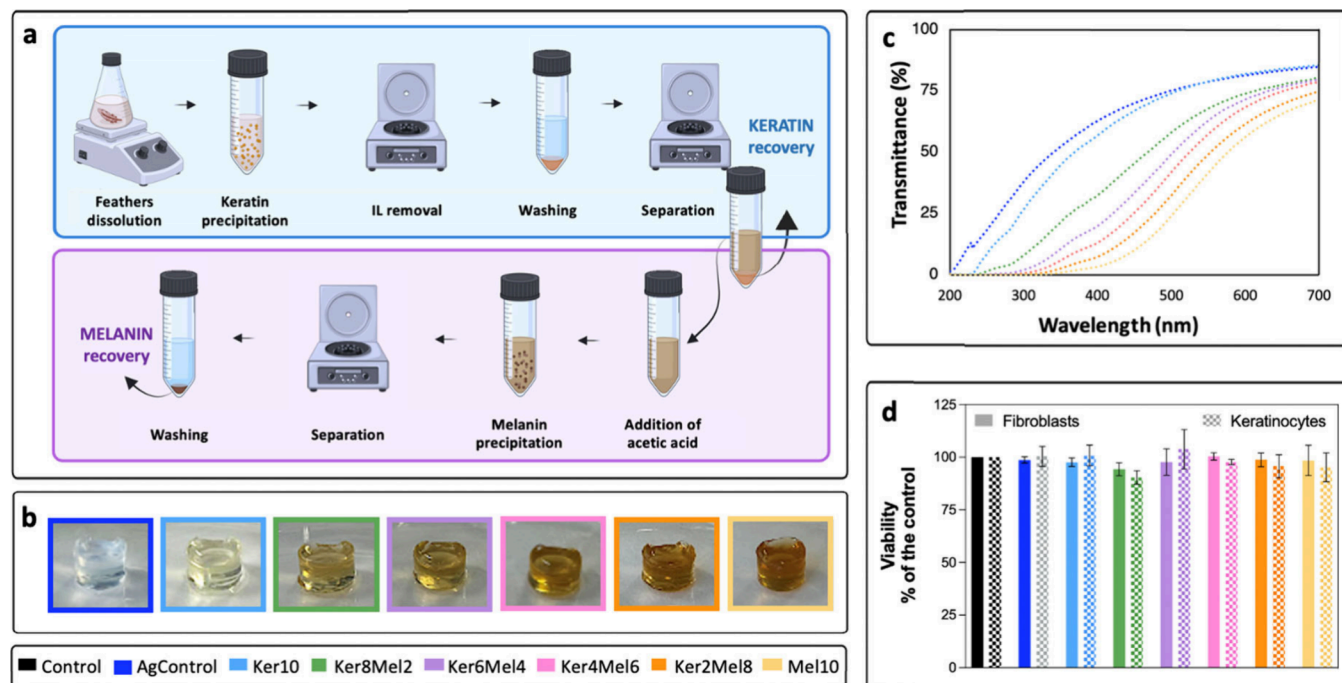 a
KERATIN
recovery
Feathers
dissolution
Keratin
precipitation
IL removal
Washing
Separation
MELANIN
recovery
Washing
Separation
Melanin
precipitation
Addition of
acetic acid
b
Control AgControl Ker10 Ker8Mel2 Ker6Mel4 Ker4Mel6 Ker2Mel8 Mel10
c
Transmittance (%)
100
75
50
25
0
200 300 400 500 600 700
Wavelength (nm)
d
Viability
% of the control
125
100
75
50
25
0
Fibroblasts Keratinocytes